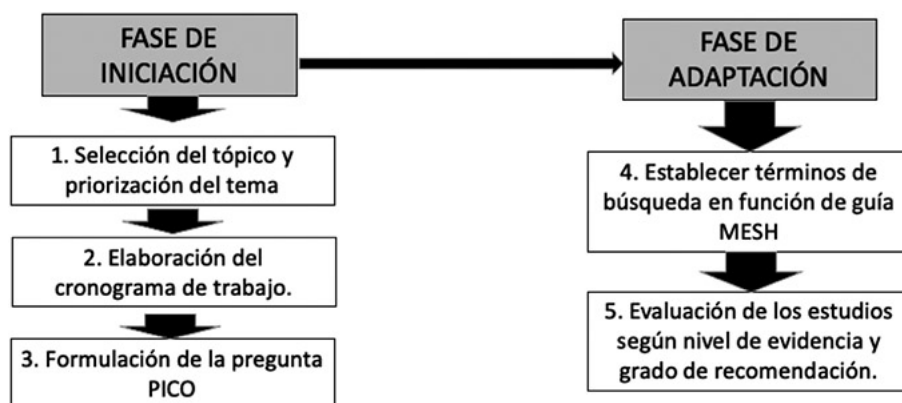 FASE DE
INICIACIÓN
1. Selección del tópico y
priorización del tema
2. Elaboración del
cronograma de trabajo.
3. Formulación de la pregunta
PICO
FASE DE
ADAPTACIÓN
4. Establecer términos de
búsqueda en función de guía
MESH
5. Evaluación de los estudios
según nivel de evidencia y
grado de recomendación.